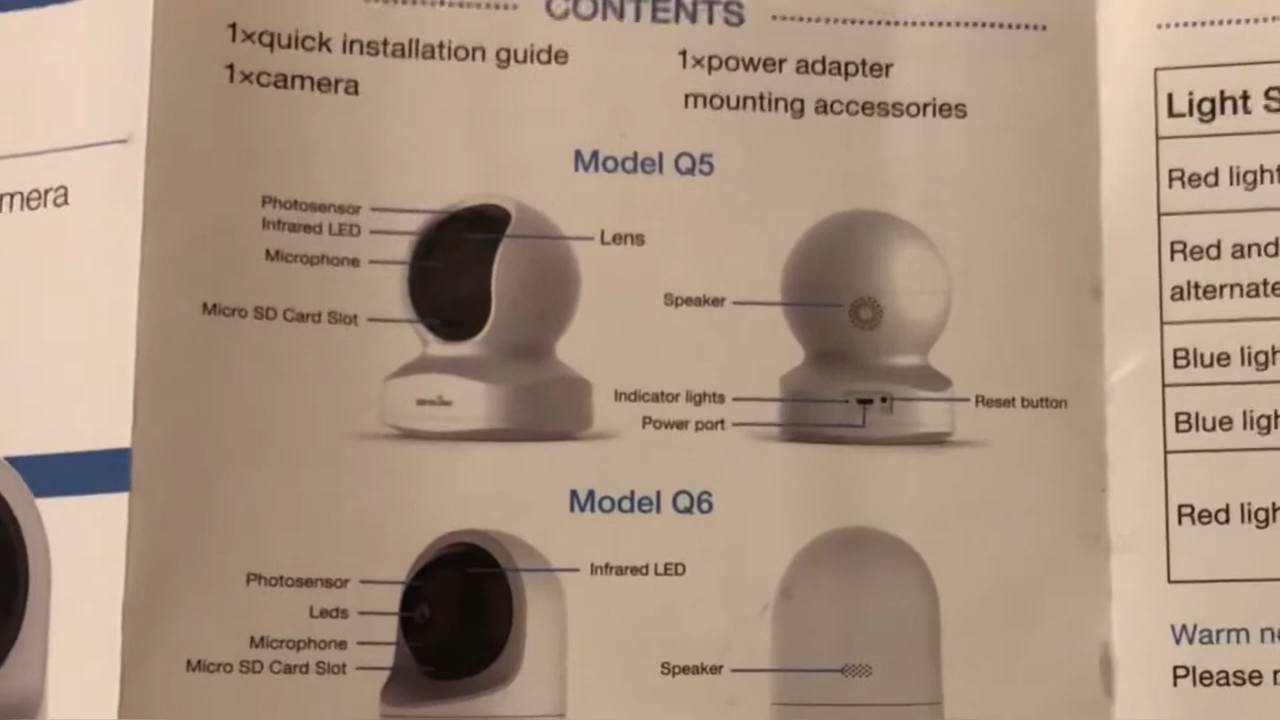 CONTENTS
1×quick installation guide
1×camera
1×power adapter
mounting accessories
Model Q5
Photosensor
Infrared LED
Microphone
Micro SD Card Slot
Lens
Speaker
Indicator lights
Power port
Reset button
Model Q6
Photosensor
Leds
Microphone
Micro SD Card Slot
Infrared LED
Speaker
mera
Light S
Red light
Red and
alternate
Blue ligh
Blue ligh
Red ligh
Warm n
Please r